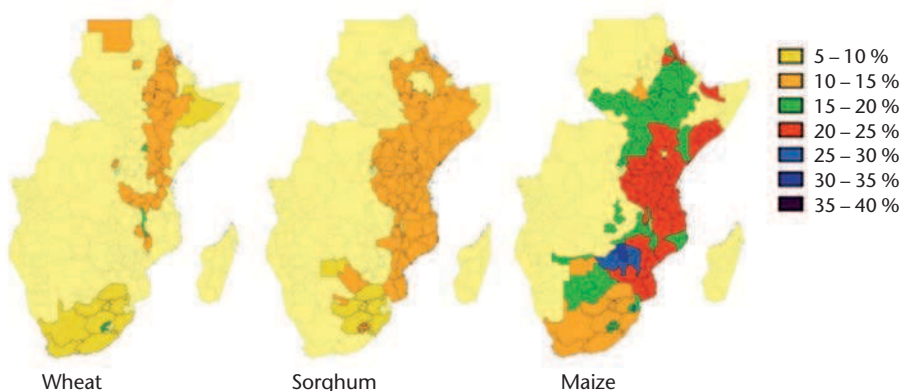 5 – 10 %
10 – 15 %
15 – 20 %
20 – 25 %
25 – 30 %
30 – 35 %
35 – 40 %
Wheat
Sorghum
Maize